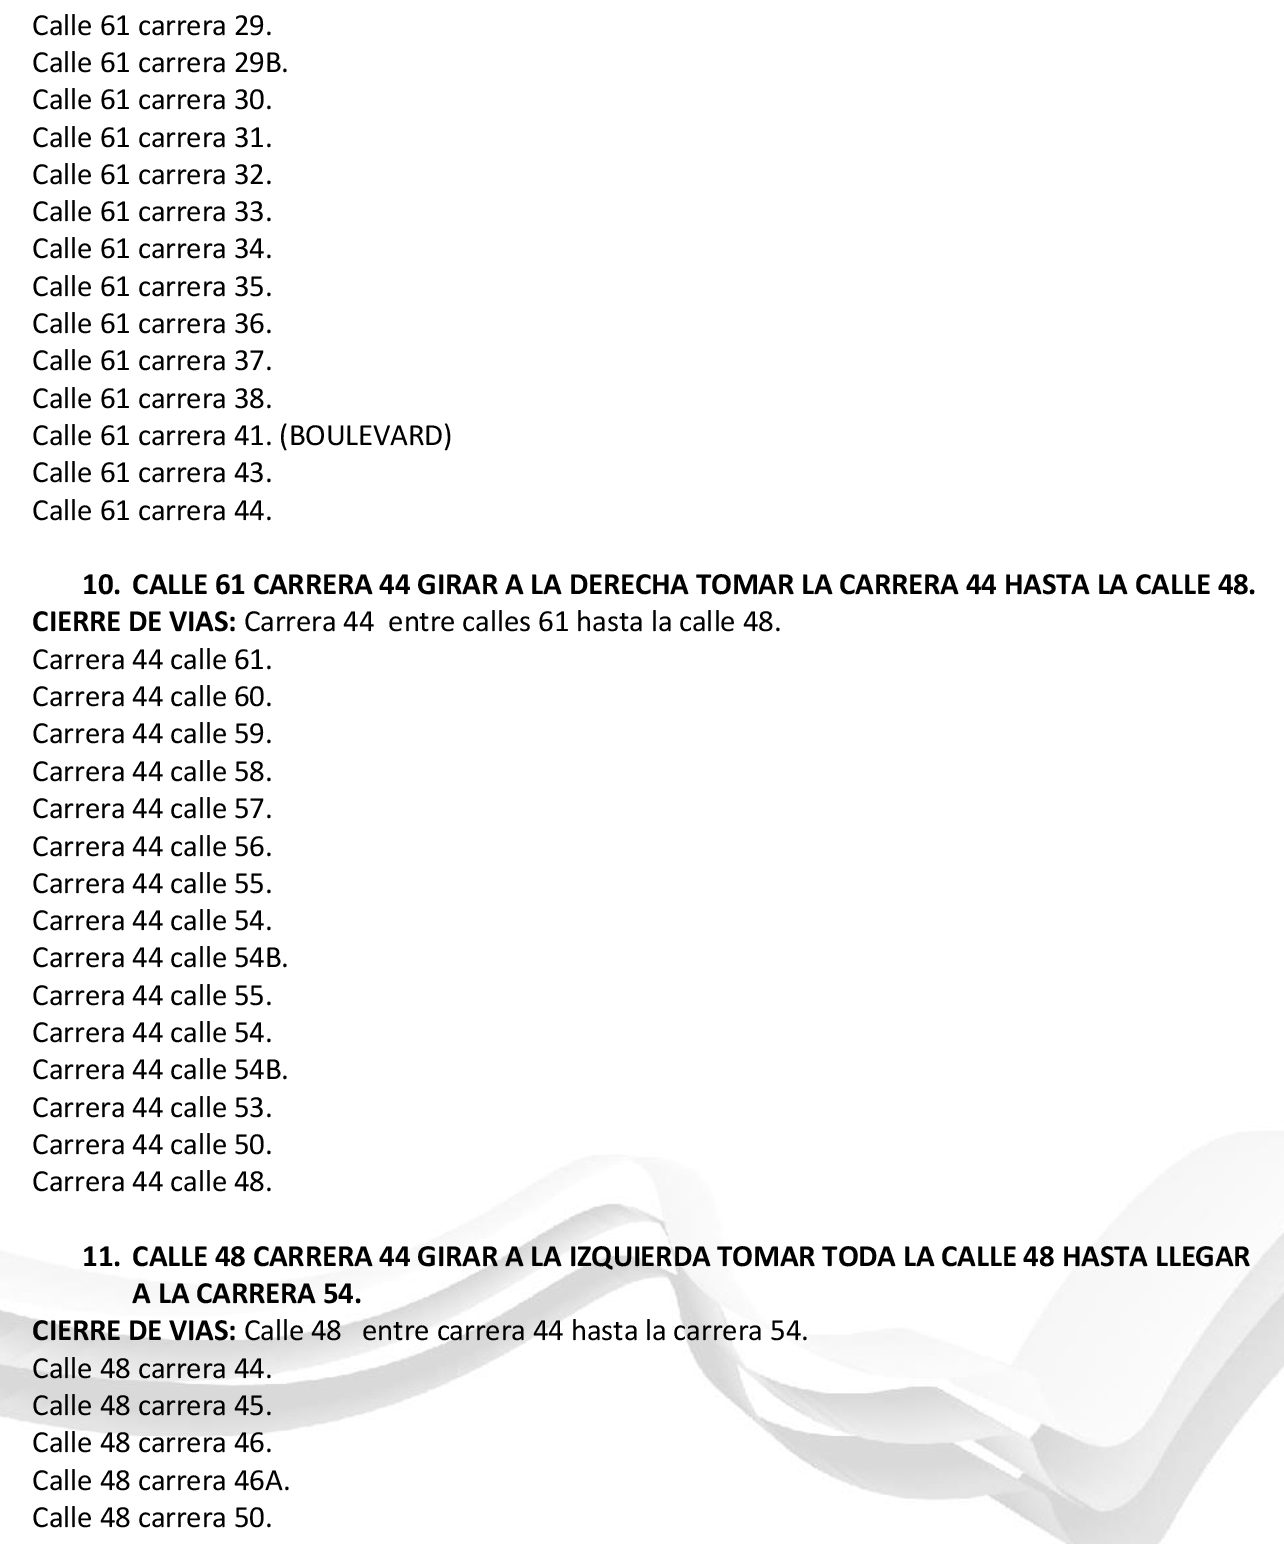 Calle 61 carrera 29.
Calle 61 carrera 29B.
Calle 61 carrera 30.
Calle 61 carrera 31.
Calle 61 carrera 32.
Calle 61 carrera 33.
Calle 61 carrera 34.
Calle 61 carrera 35.
Calle 61 carrera 36.
Calle 61 carrera 37.
Calle 61 carrera 38.
Calle 61 carrera 41. (BOULEVARD)
Calle 61 carrera 43.
Calle 61 carrera 44.
10. CALLE 61 CARRERA 44 GIRAR A LA DERECHA TOMAR LA CARRERA 44 HASTA LA CALLE 48.
CIERRE DE VIAS: Carrera 44 entre calles 61 hasta la calle 48.
Carrera 44 calle 61.
Carrera 44 calle 60.
Carrera 44 calle 59.
Carrera 44 calle 58.
Carrera 44 calle 57.
Carrera 44 calle 56.
Carrera 44 calle 55.
Carrera 44 calle 54.
Carrera 44 calle 54B.
Carrera 44 calle 55.
Carrera 44 calle 54.
Carrera 44 calle 54B.
Carrera 44 calle 53.
Carrera 44 calle 50.
Carrera 44 calle 48.
11. CALLE 48 CARRERA 44 GIRAR A LA IZQUIERDA TOMAR TODA LA CALLE 48 HASTA LLEGAR
A LA CARRERA 54.
CIERRE DE VIAS: Calle 48 entre carrera 44 hasta la carrera 54.
Calle 48 carrera 44.
Calle 48 carrera 45.
Calle 48 carrera 46.
Calle 48 carrera 46A.
Calle 48 carrera 50.